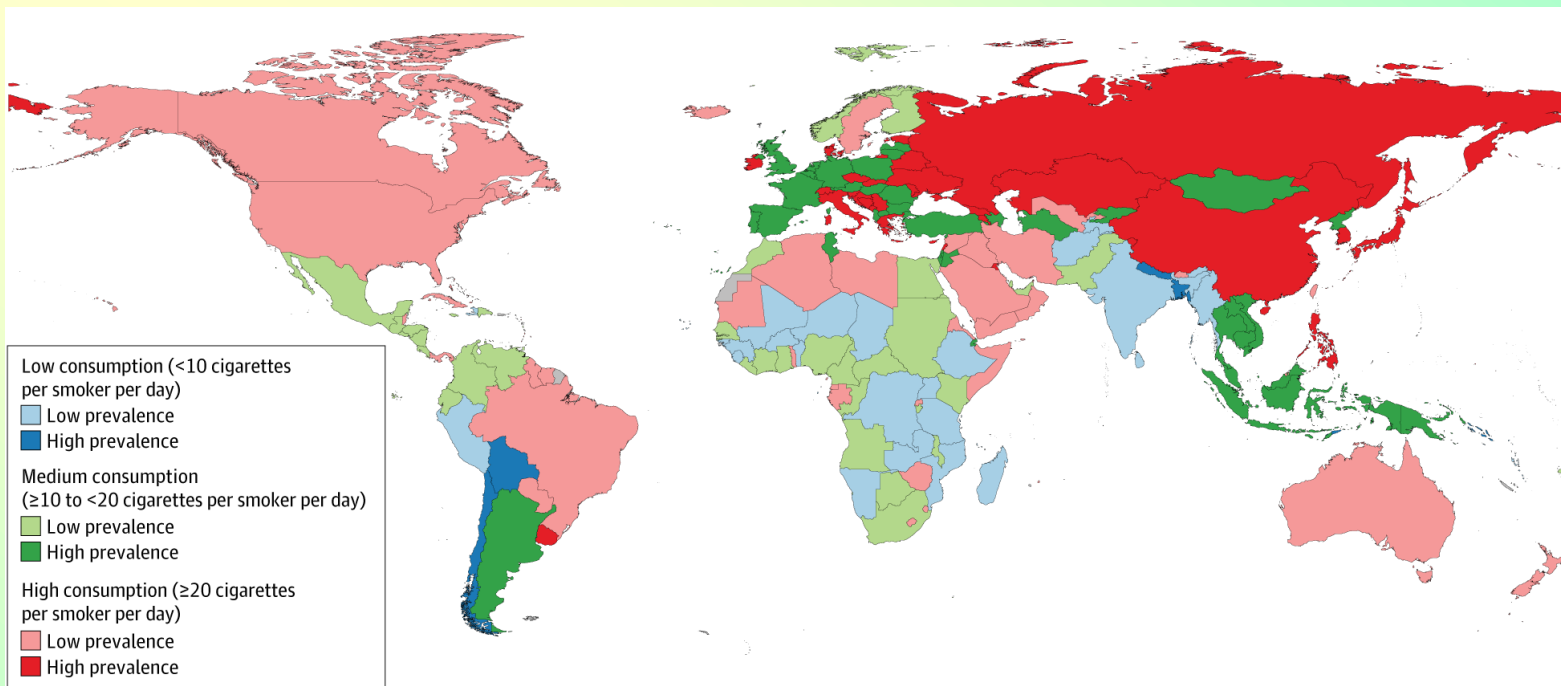 Low consumption (<10 cigarettes
per smoker per day)
Low prevalence
High prevalence
Medium consumption
(≥10 to <20 cigarettes per smoker per day)
Low prevalence
High prevalence
High consumption (≥20 cigarettes
per smoker per day)
Low prevalence
High prevalence